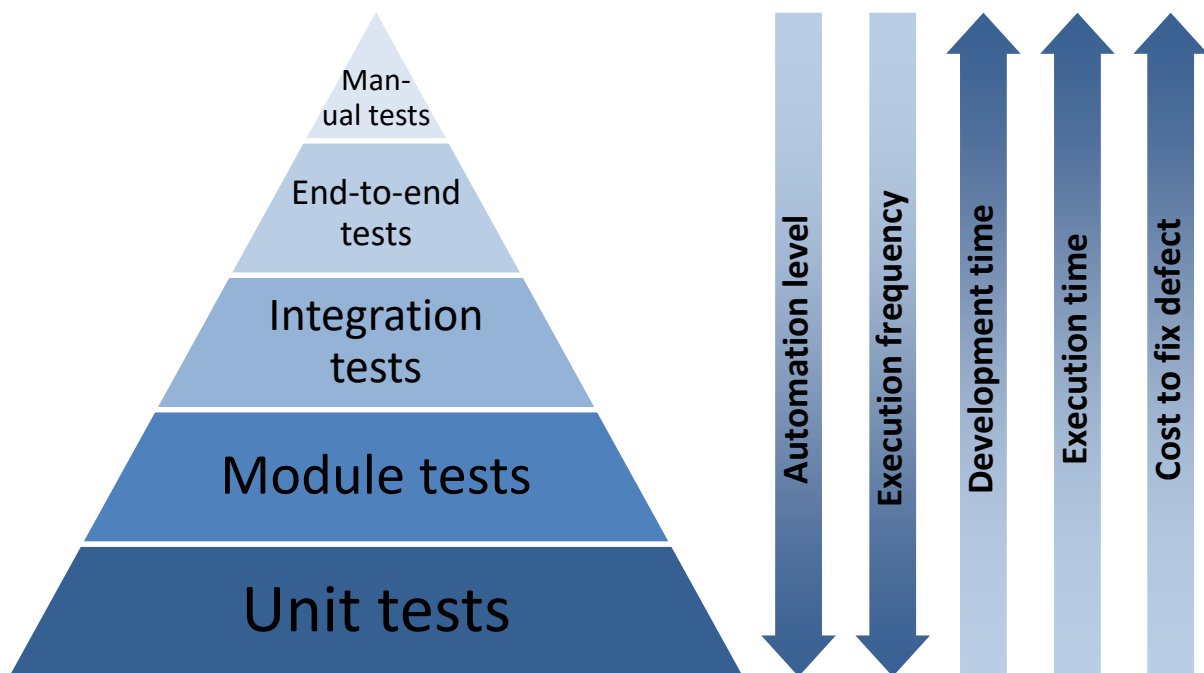 Man-
ual tests
End-to-end
tests
Integration
tests
Module tests
Unit tests
Automation level
Execution frequency
Development time
Execution time
Cost to fix defect